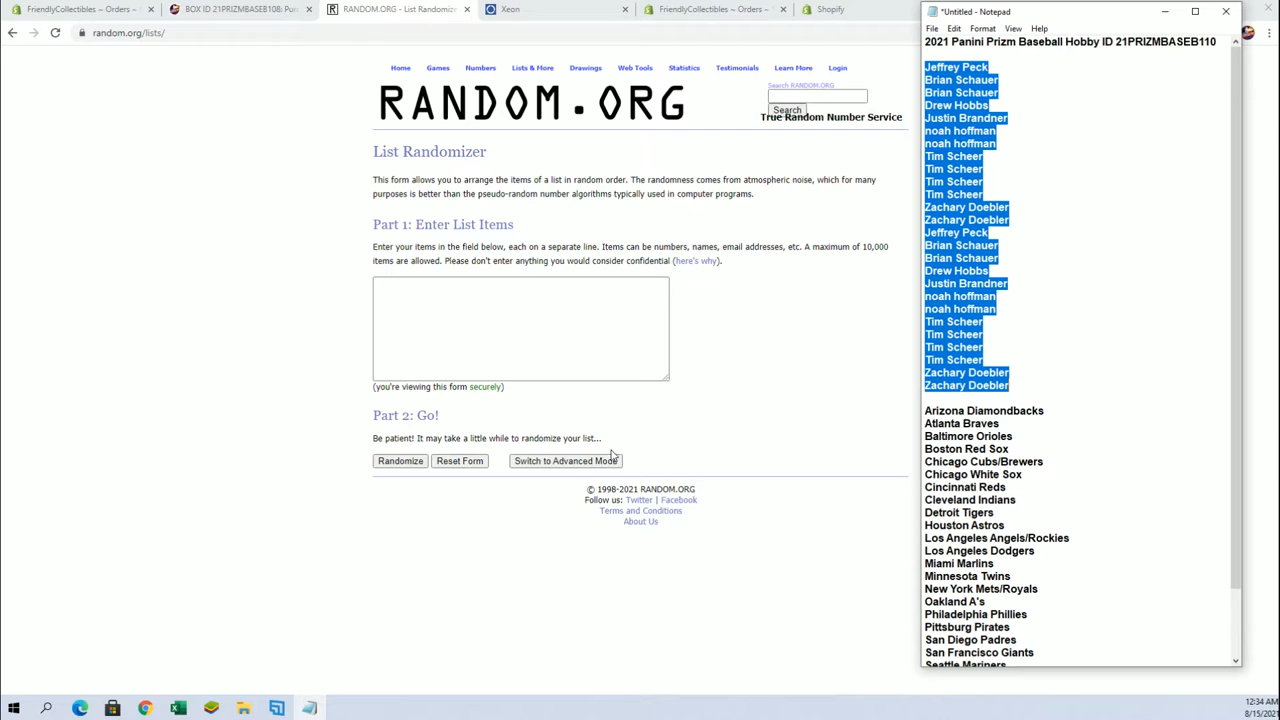 FriendlyCollectibles – Orders –
BOX ID 21PRIZMBASEB108: Pur
RANDOM.ORG - List Randomizer
Xeon
FriendlyCollectibles – Orders –
Shopify
random.org/lists/
Home
Games
Numbers
Lists & More
Drawings
Web Tools
Statistics
Testimonials
Learn More
Login
RANDOM.ORG
Search RANDOM.ORG
Search
True Random Number Service
List Randomizer
This form allows you to arrange the items of a list in random order. The randomness comes from atmospheric noise, which for many
purposes is better than the pseudo-random number algorithms typically used in computer programs.
Part 1: Enter List Items
Enter your items in the field below, each on a separate line. Items can be numbers, names, email addresses, etc. A maximum of 10,000
items are allowed. Please don't enter anything you would consider confidential (here's why).
(you're viewing this form securely)
Part 2: Go!
Be patient! It may take a little while to randomize your list...
Randomize
Reset Form
Switch to Advanced Mode
© 1998-2021 RANDOM.ORG
Follow us: Twitter | Facebook
Terms and Conditions
About Us
*Untitled - Notepad
File Edit Format View Help
2021 Panini Prizm Baseball Hobby ID 21PRIZMBASEB110
Jeffrey Peck
Brian Schauer
Brian Schauer
Drew Hobbs
Justin Brandner
noah hoffman
noah hoffman
Tim Scheer
Tim Scheer
Tim Scheer
Tim Scheer
Zachary Doebler
Zachary Doebler
Jeffrey Peck
Brian Schauer
Brian Schauer
Drew Hobbs
Justin Brandner
noah hoffman
noah hoffman
Tim Scheer
Tim Scheer
Tim Scheer
Tim Scheer
Zachary Doebler
Zachary Doebler
Arizona Diamondbacks
Atlanta Braves
Baltimore Orioles
Boston Red Sox
Chicago Cubs/Brewers
Chicago White Sox
Cincinnati Reds
Cleveland Indians
Detroit Tigers
Houston Astros
Los Angeles Angels/Rockies
Los Angeles Dodgers
Miami Marlins
Minnesota Twins
New York Mets/Royals
Oakland A's
Philadelphia Phillies
Pittsburg Pirates
San Diego Padres
San Francisco Giants
Seattle Mariners
12:34 AM
8/15/2021